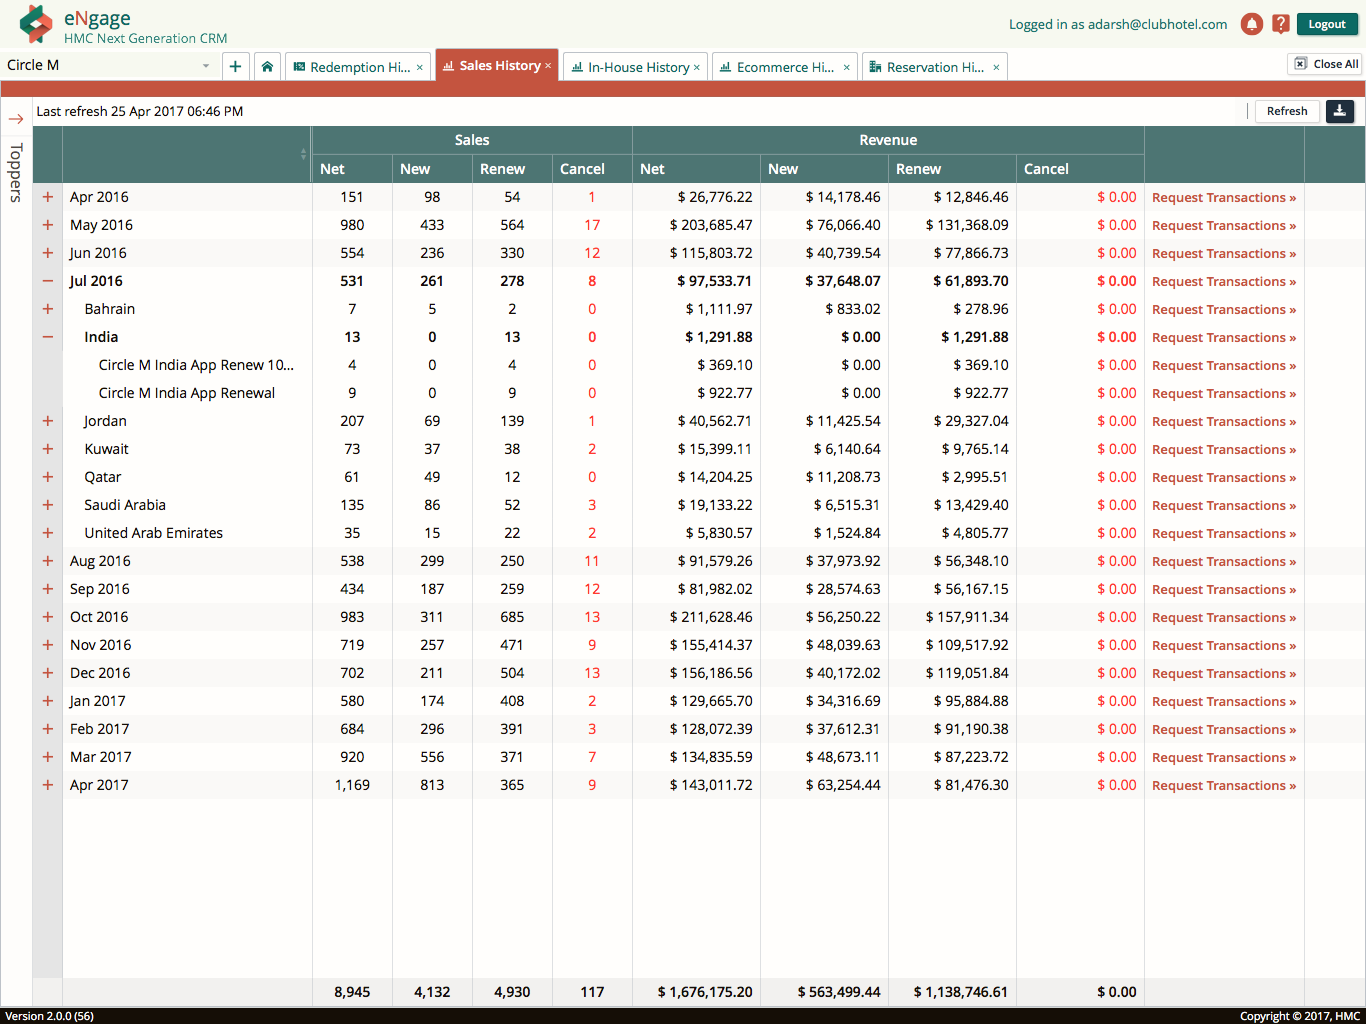 eNgage
HMC Next Generation CRM
Logged in as adarsh@clubhotel.com ? Logout
Circle M + Redemption Hi... × Sales History × In-House History × Ecommerce Hi... × Reservation Hi... × Close All
Last refresh 25 Apr 2017 06:46 PM Refresh
Toppers
Sales Revenue
Net New Renew Cancel Net New Renew Cancel
+ Apr 2016 151 98 54 1 $ 26,776.22 $ 14,178.46 $ 12,846.46 $ 0.00 Request Transactions »
+ May 2016 980 433 564 17 $ 203,685.47 $ 76,066.40 $ 131,368.09 $ 0.00 Request Transactions »
+ Jun 2016 554 236 330 12 $ 115,803.72 $ 40,739.54 $ 77,866.73 $ 0.00 Request Transactions »
− Jul 2016 531 261 278 8 $ 97,533.71 $ 37,648.07 $ 61,893.70 $ 0.00 Request Transactions »
+ Bahrain 7 5 2 0 $ 1,111.97 $ 833.02 $ 278.96 $ 0.00 Request Transactions »
− India 13 0 13 0 $ 1,291.88 $ 0.00 $ 1,291.88 $ 0.00 Request Transactions »
Circle M India App Renew 10... 4 0 4 0 $ 369.10 $ 0.00 $ 369.10 $ 0.00 Request Transactions »
Circle M India App Renewal 9 0 9 0 $ 922.77 $ 0.00 $ 922.77 $ 0.00 Request Transactions »
+ Jordan 207 69 139 1 $ 40,562.71 $ 11,425.54 $ 29,327.04 $ 0.00 Request Transactions »
+ Kuwait 73 37 38 2 $ 15,399.11 $ 6,140.64 $ 9,765.14 $ 0.00 Request Transactions »
+ Qatar 61 49 12 0 $ 14,204.25 $ 11,208.73 $ 2,995.51 $ 0.00 Request Transactions »
+ Saudi Arabia 135 86 52 3 $ 19,133.22 $ 6,515.31 $ 13,429.40 $ 0.00 Request Transactions »
+ United Arab Emirates 35 15 22 2 $ 5,830.57 $ 1,524.84 $ 4,805.77 $ 0.00 Request Transactions »
+ Aug 2016 538 299 250 11 $ 91,579.26 $ 37,973.92 $ 56,348.10 $ 0.00 Request Transactions »
+ Sep 2016 434 187 259 12 $ 81,982.02 $ 28,574.63 $ 56,167.15 $ 0.00 Request Transactions »
+ Oct 2016 983 311 685 13 $ 211,628.46 $ 56,250.22 $ 157,911.34 $ 0.00 Request Transactions »
+ Nov 2016 719 257 471 9 $ 155,414.37 $ 48,039.63 $ 109,517.92 $ 0.00 Request Transactions »
+ Dec 2016 702 211 504 13 $ 156,186.56 $ 40,172.02 $ 119,051.84 $ 0.00 Request Transactions »
+ Jan 2017 580 174 408 2 $ 129,665.70 $ 34,316.69 $ 95,884.88 $ 0.00 Request Transactions »
+ Feb 2017 684 296 391 3 $ 128,072.39 $ 37,612.31 $ 91,190.38 $ 0.00 Request Transactions »
+ Mar 2017 920 556 371 7 $ 134,835.59 $ 48,673.11 $ 87,223.72 $ 0.00 Request Transactions »
+ Apr 2017 1,169 813 365 9 $ 143,011.72 $ 63,254.44 $ 81,476.30 $ 0.00 Request Transactions »
8,945 4,132 4,930 117 $ 1,676,175.20 $ 563,499.44 $ 1,138,746.61 $ 0.00
Version 2.0.0 (56) Copyright © 2017, HMC